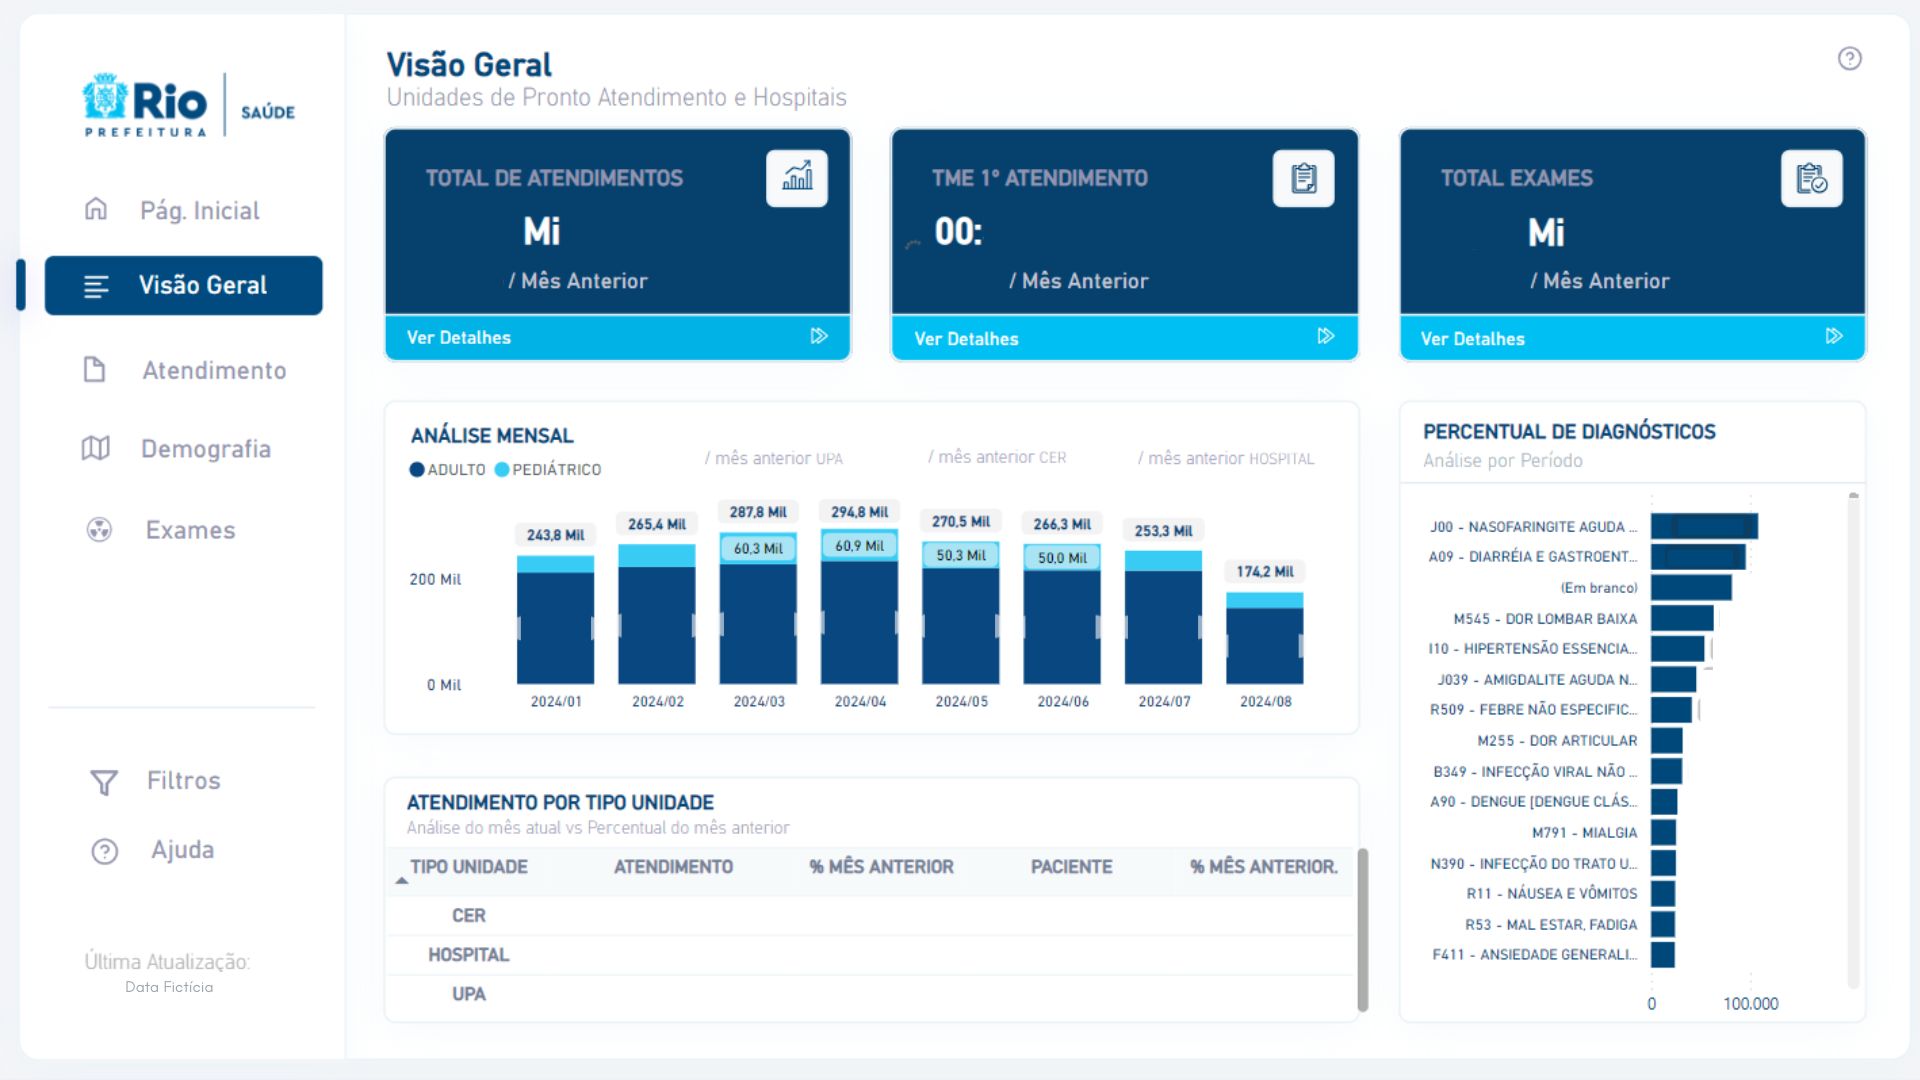 Rio
PREFEITURA
SAÚDE
Pág. Inicial
Visão Geral
Atendimento
Demografia
Exames
Filtros
Ajuda
Última Atualização:
Data Fictícia
Visão Geral
Unidades de Pronto Atendimento e Hospitais
TOTAL DE ATENDIMENTOS
Mi
/ Mês Anterior
Ver Detalhes
TME 1º ATENDIMENTO
00:
/ Mês Anterior
Ver Detalhes
TOTAL EXAMES
Mi
/ Mês Anterior
Ver Detalhes
ANÁLISE MENSAL
ADULTO PEDIÁTRICO
/ mês anterior UPA
/ mês anterior CER
/ mês anterior HOSPITAL
243,8 Mil 265,4 Mil 287,8 Mil 294,8 Mil 270,5 Mil 266,3 Mil 253,3 Mil 174,2 Mil
60,3 Mil 60,9 Mil 50,3 Mil 50,0 Mil
200 Mil
0 Mil
2024/01 2024/02 2024/03 2024/04 2024/05 2024/06 2024/07 2024/08
ATENDIMENTO POR TIPO UNIDADE
Análise do mês atual vs Percentual do mês anterior
TIPO UNIDADE ATENDIMENTO % MÊS ANTERIOR PACIENTE % MÊS ANTERIOR.
CER
HOSPITAL
UPA
PERCENTUAL DE DIAGNÓSTICOS
Análise por Período
J00 - NASOFARINGITE AGUDA ...
A09 - DIARRÉIA E GASTROENT...
(Em branco)
M545 - DOR LOMBAR BAIXA
I10 - HIPERTENSÃO ESSENCIA...
J039 - AMIGDALITE AGUDA N...
R509 - FEBRE NÃO ESPECIFIC...
M255 - DOR ARTICULAR
B349 - INFECÇÃO VIRAL NÃO ...
A90 - DENGUE [DENGUE CLÁS...
M791 - MIALGIA
N390 - INFECÇÃO DO TRATO U...
R11 - NÁUSEA E VÔMITOS
R53 - MAL ESTAR, FADIGA
F411 - ANSIEDADE GENERALI...
0 100.000